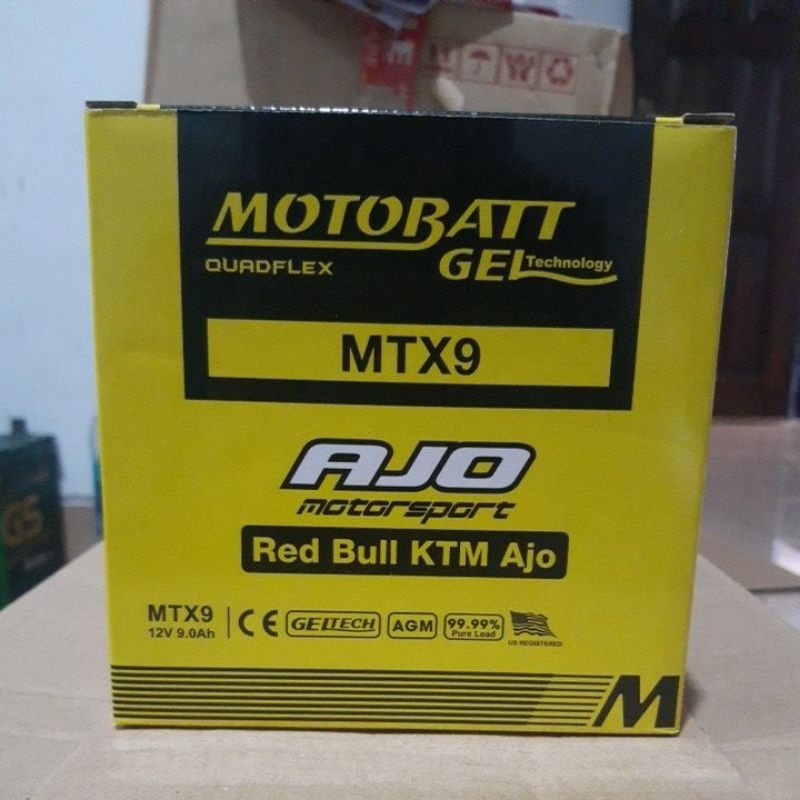 MOTOBATT
QUADFLEX
GEL Technology
MTX9
AJO
motorsport
Red Bull KTM Ajo
MTX9
12V 9.0Ah
CE
GELTECH
AGM
99.99%
Pure Lead
US REGISTERED
M
GS